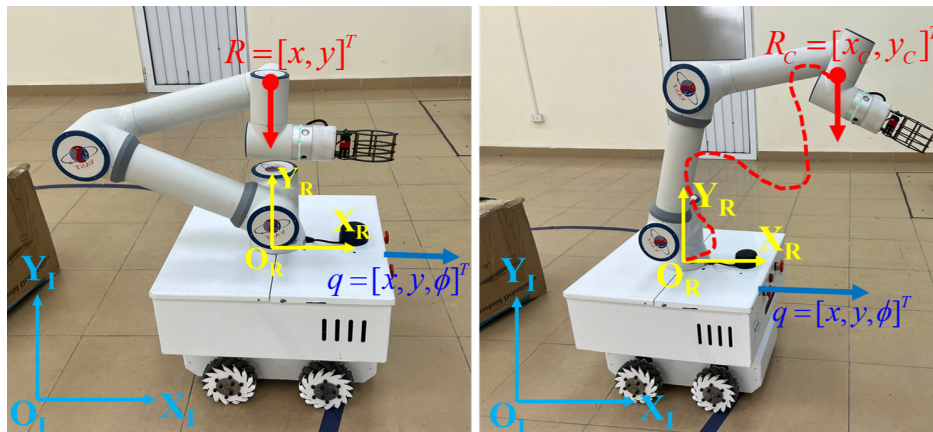 R = [x, y]^T
Y_R
X_R
O_R
q = [x, y, ϕ]^T
Y_I
X_I
O_I
R_C = [x_C, y_C]^T
Y_R
X_R
O_R
q = [x, y, ϕ]^T
Y_I
X_I
O_I